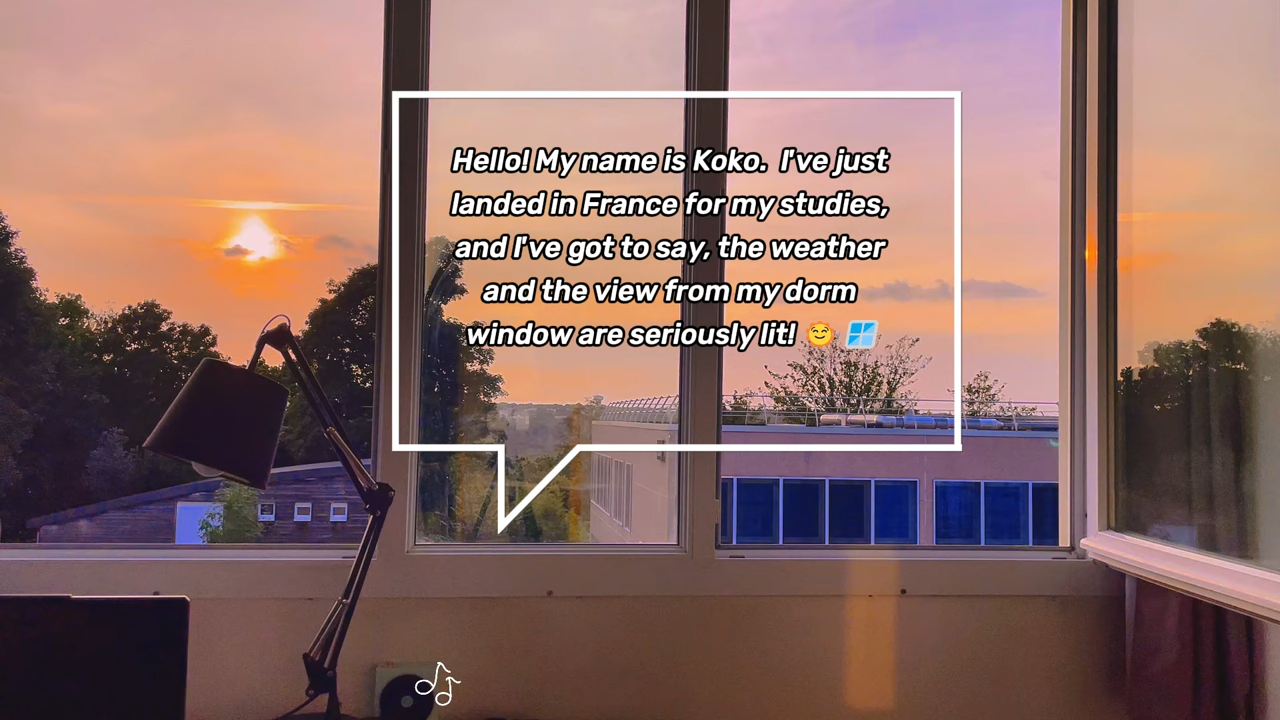 Hello! My name is Koko.  I've just
landed in France for my studies,
and I've got to say, the weather
and the view from my dorm
window are seriously lit! 😊 🪟